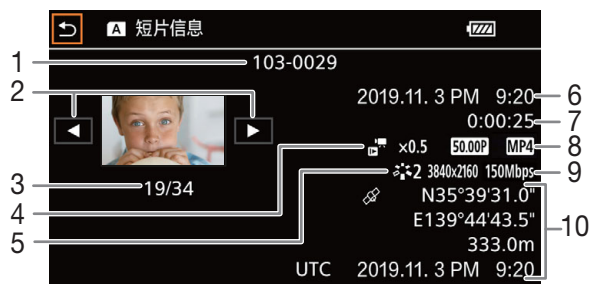 A 短片信息
1 103-0029
2
2019.11. 3 PM 9:20 6
0:00:25 7
4 ×0.5 50.00P MP4 8
3 19/34
5 2 3840x2160 150Mbps 9
N35°39'31.0"
E139°44'43.5" 10
333.0m
UTC 2019.11. 3 PM 9:20